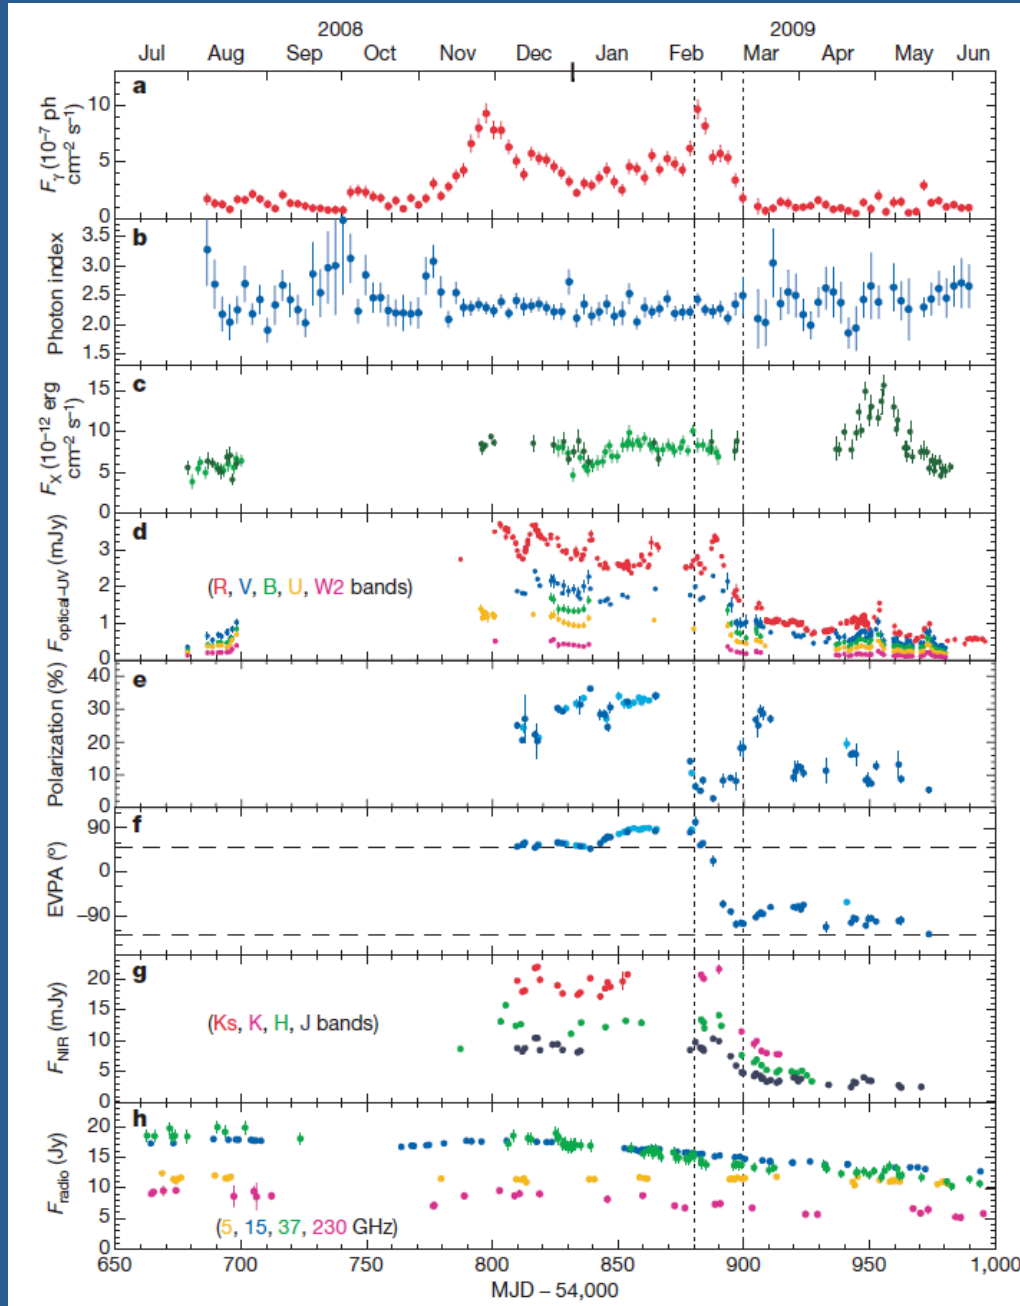 2008 2009
Jul Aug Sep Oct Nov Dec Jan Feb Mar Apr May Jun
a
10
5
0
Fγ (10⁻⁷ ph cm⁻² s⁻¹)
b
3.5
3.0
2.5
2.0
1.5
Photon index
c
15
10
5
0
FX (10⁻¹² erg cm⁻² s⁻¹)
d
3
2
1
0
Foptical–UV (mJy)
(R, V, B, U, W2 bands)
e
40
30
20
10
0
Polarization (%)
f
90
0
–90
EVPA (°)
g
20
15
10
5
0
FNIR (mJy)
(Ks, K, H, J bands)
h
20
15
10
5
0
Fradio (Jy)
(5, 15, 37, 230 GHz)
650 700 750 800 850 900 950 1,000
MJD – 54,000